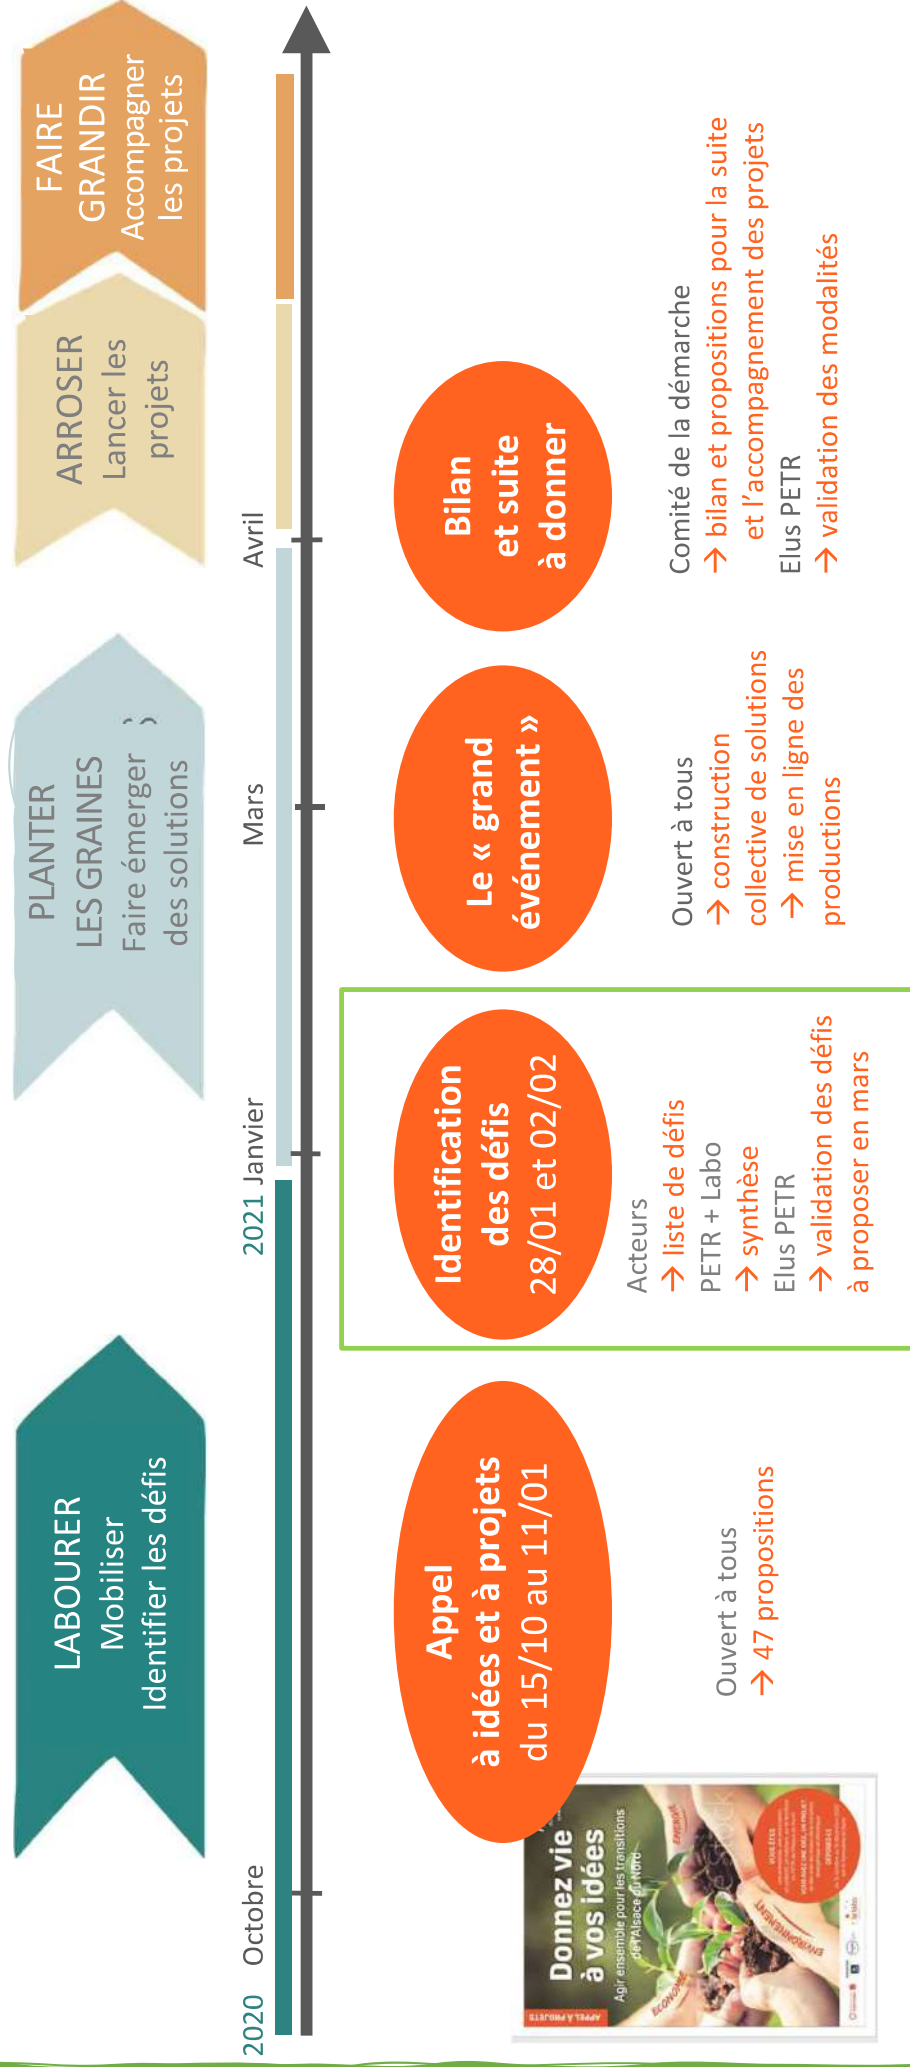 LABOURER
Mobiliser
Identifier les défis
PLANTER
LES GRAINES
Faire émerger
des solutions
ARROSER
Lancer les
projets
FAIRE
GRANDIR
Accompagner
les projets
2020 Octobre
2021 Janvier
Mars
Avril
Donnez vie
à vos idées
Agir ensemble pour les transitions
de l'Alsace du Nord
APPEL À PROJETS
ECONOMIE
ENVIRONNEMENT
ENERGIE
Appel
à idées et à projets
du 15/10 au 11/01
Ouvert à tous
→ 47 propositions
Identification
des défis
28/01 et 02/02
Acteurs
→ liste de défis
PETR + Labo
→ synthèse
Elus PETR
→ validation des défis
à proposer en mars
Le « grand
événement »
Ouvert à tous
→ construction
collective de solutions
→ mise en ligne des
productions
Bilan
et suite
à donner
Comité de la démarche
→ bilan et propositions pour la suite
et l'accompagnement des projets
Elus PETR
→ validation des modalités